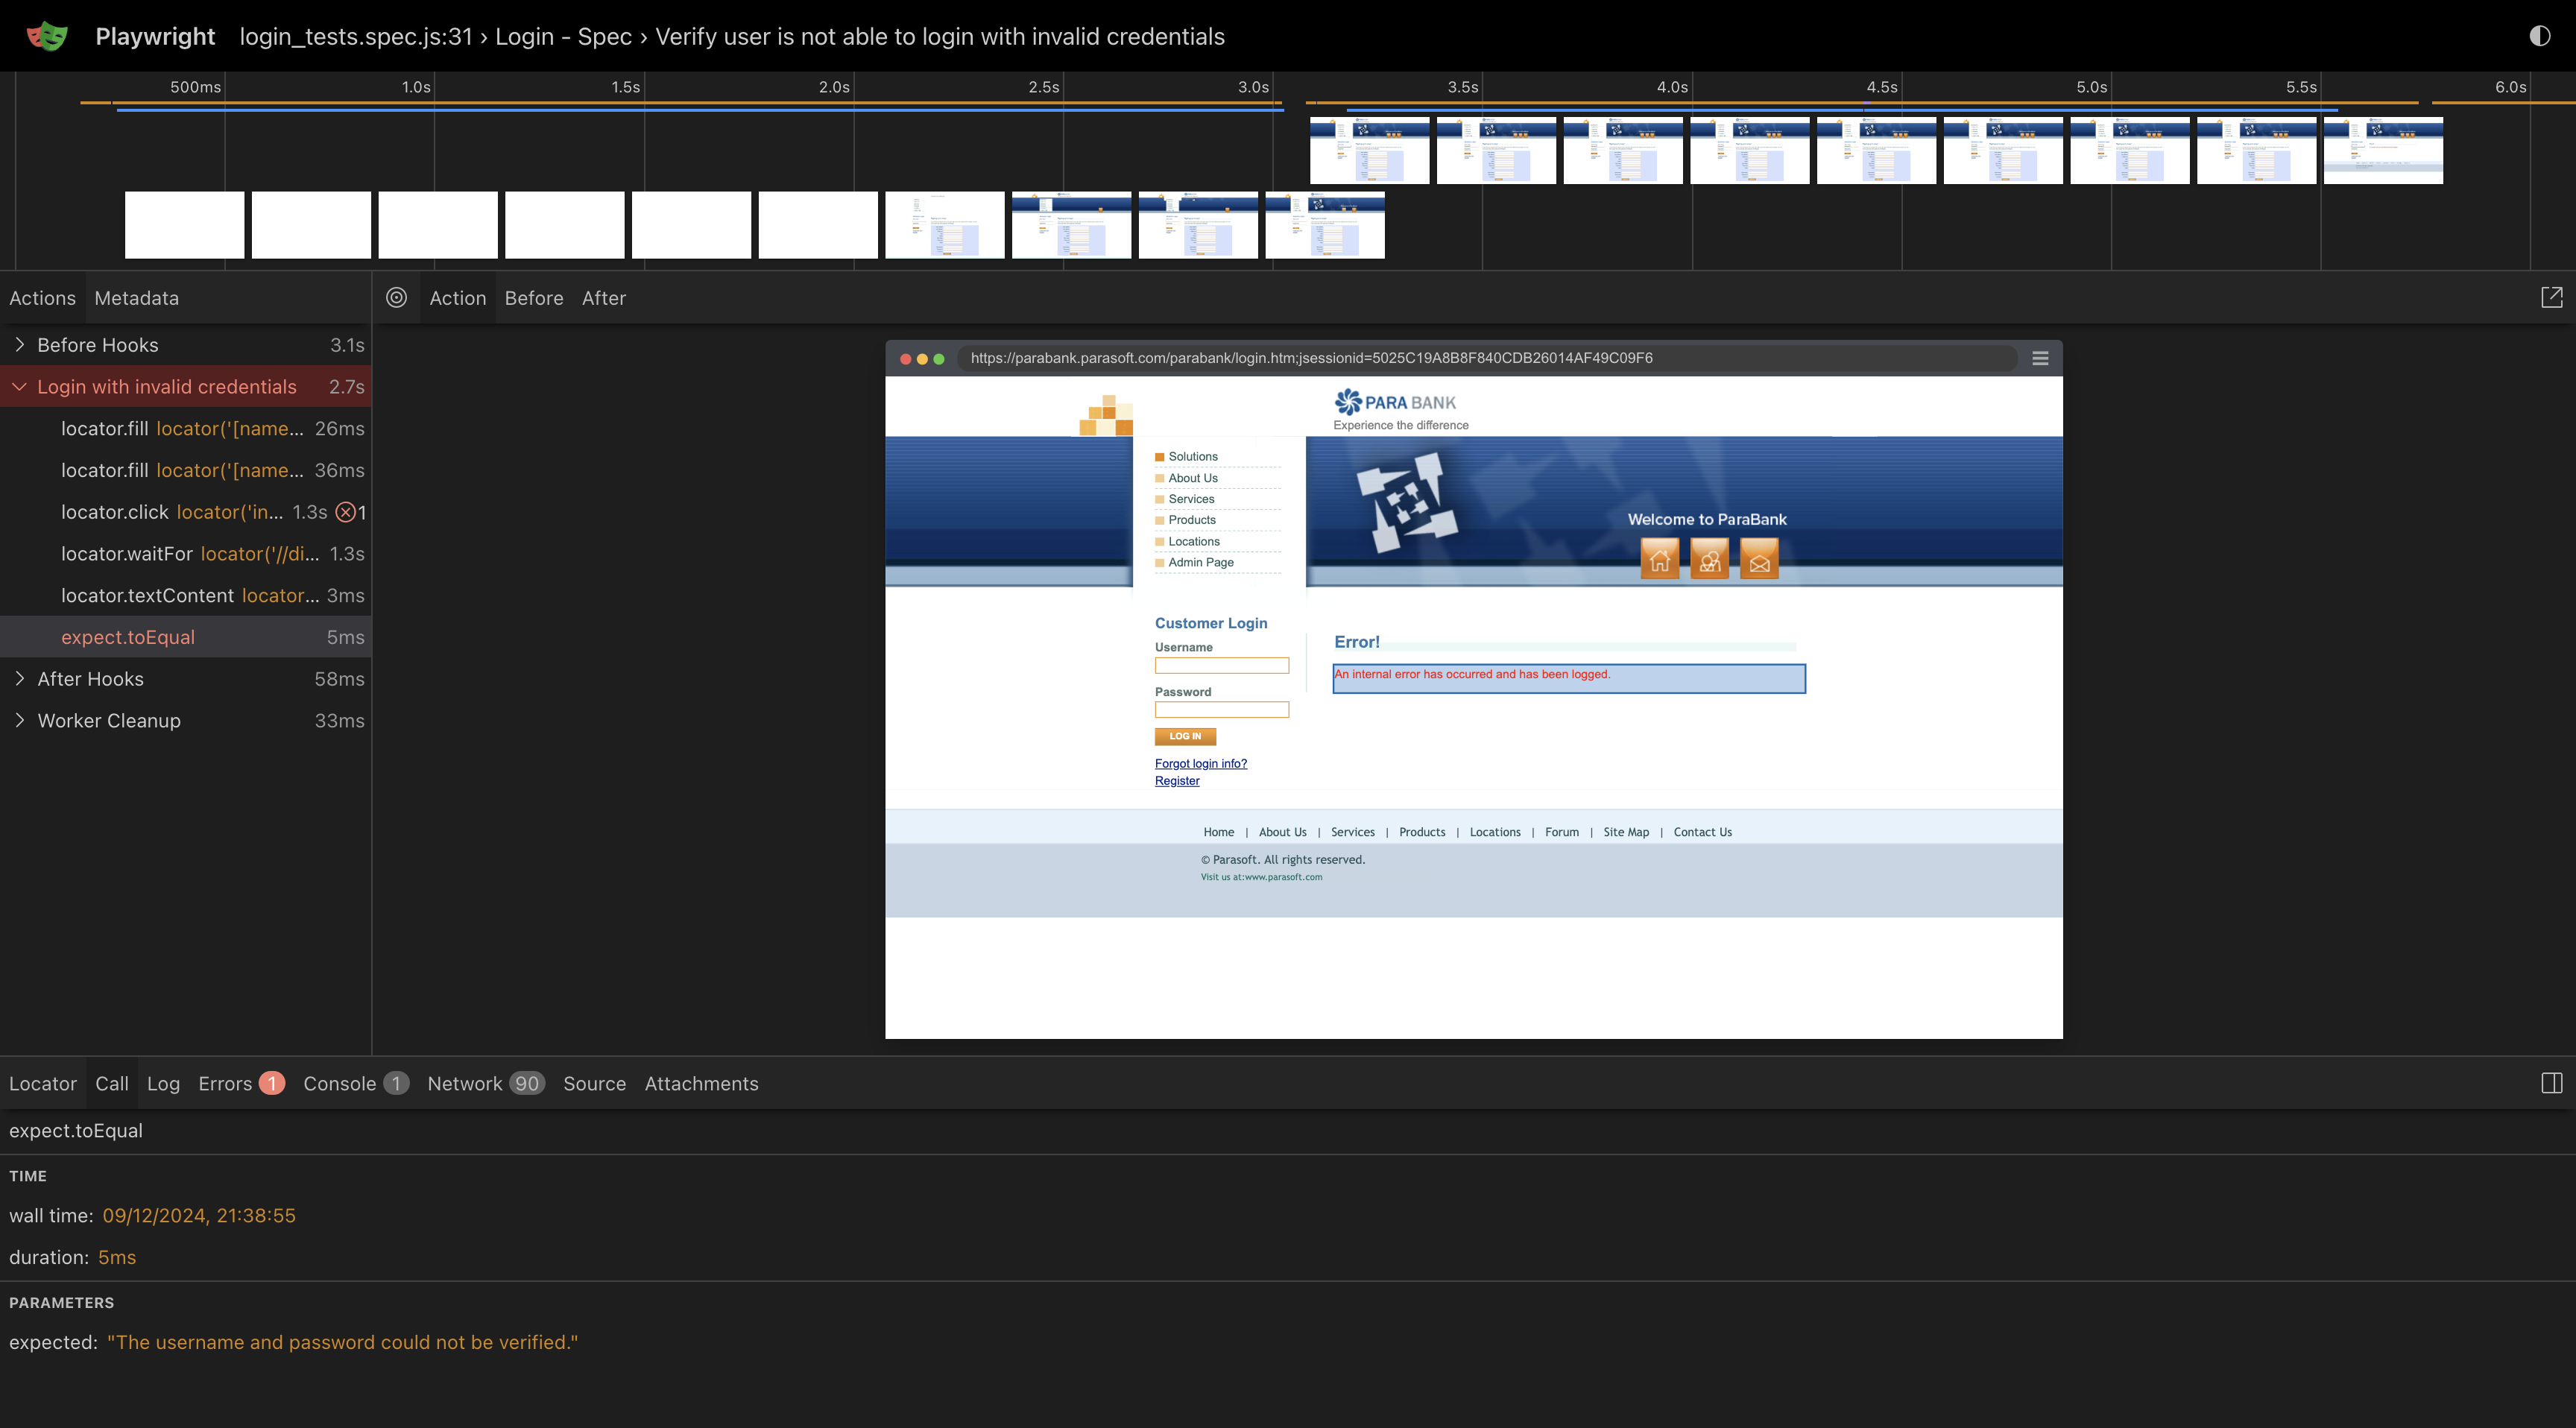 Playwright login_tests.spec.js:31 › Login - Spec › Verify user is not able to login with invalid credentials
500ms 1.0s 1.5s 2.0s 2.5s 3.0s 3.5s 4.0s 4.5s 5.0s 5.5s 6.0s
Actions Metadata
Before Hooks 3.1s
Login with invalid credentials 2.7s
locator.fill locator('[name... 26ms
locator.fill locator('[name... 36ms
locator.click locator('in... 1.3s 1
locator.waitFor locator('//di... 1.3s
locator.textContent locator... 3ms
expect.toEqual 5ms
After Hooks 58ms
Worker Cleanup 33ms
Action Before After
https://parabank.parasoft.com/parabank/login.htm;jsessionid=5025C19A8B8F840CDB26014AF49C09F6
PARA BANK
Experience the difference
Solutions
About Us
Services
Products
Locations
Admin Page
Welcome to ParaBank
Customer Login
Username
Password
LOG IN
Forgot login info?
Register
Error!
An internal error has occurred and has been logged.
Home | About Us | Services | Products | Locations | Forum | Site Map | Contact Us
© Parasoft. All rights reserved.
Visit us at:www.parasoft.com
Locator Call Log Errors 1 Console 1 Network 90 Source Attachments
expect.toEqual
TIME
wall time: 09/12/2024, 21:38:55
duration: 5ms
PARAMETERS
expected: "The username and password could not be verified."